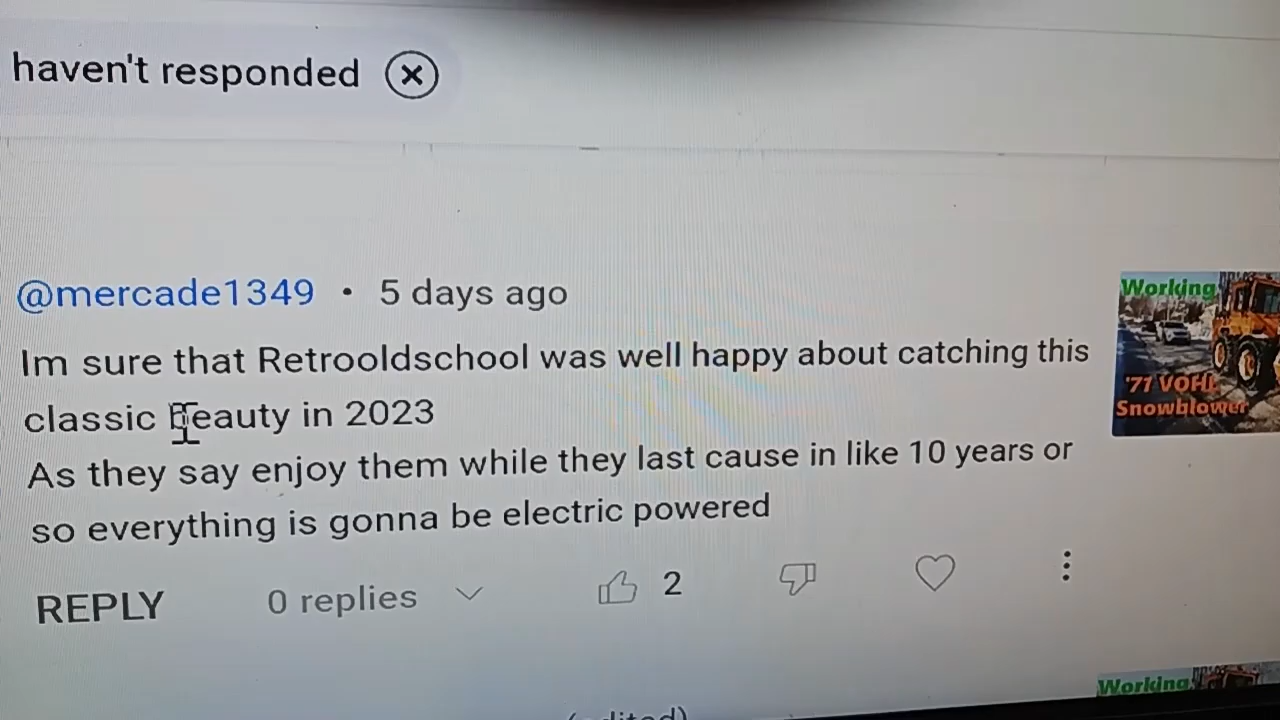 haven't responded
@mercade1349 • 5 days ago
Im sure that Retrooldschool was well happy about catching this
classic Beauty in 2023
As they say enjoy them while they last cause in like 10 years or
so everything is gonna be electric powered
REPLY 0 replies 2
Working
'71 VOHL
Snowblower
Working